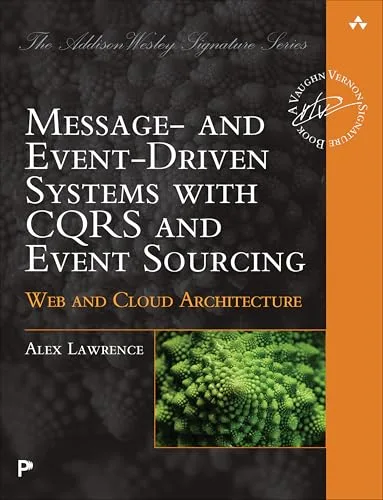 The Addison Wesley Signature Series
A VAUGHN VERNON SIGNATURE BOOK
MESSAGE- AND
EVENT-DRIVEN
SYSTEMS WITH
CQRS AND
EVENT SOURCING
WEB AND CLOUD ARCHITECTURE
ALEX LAWRENCE
P